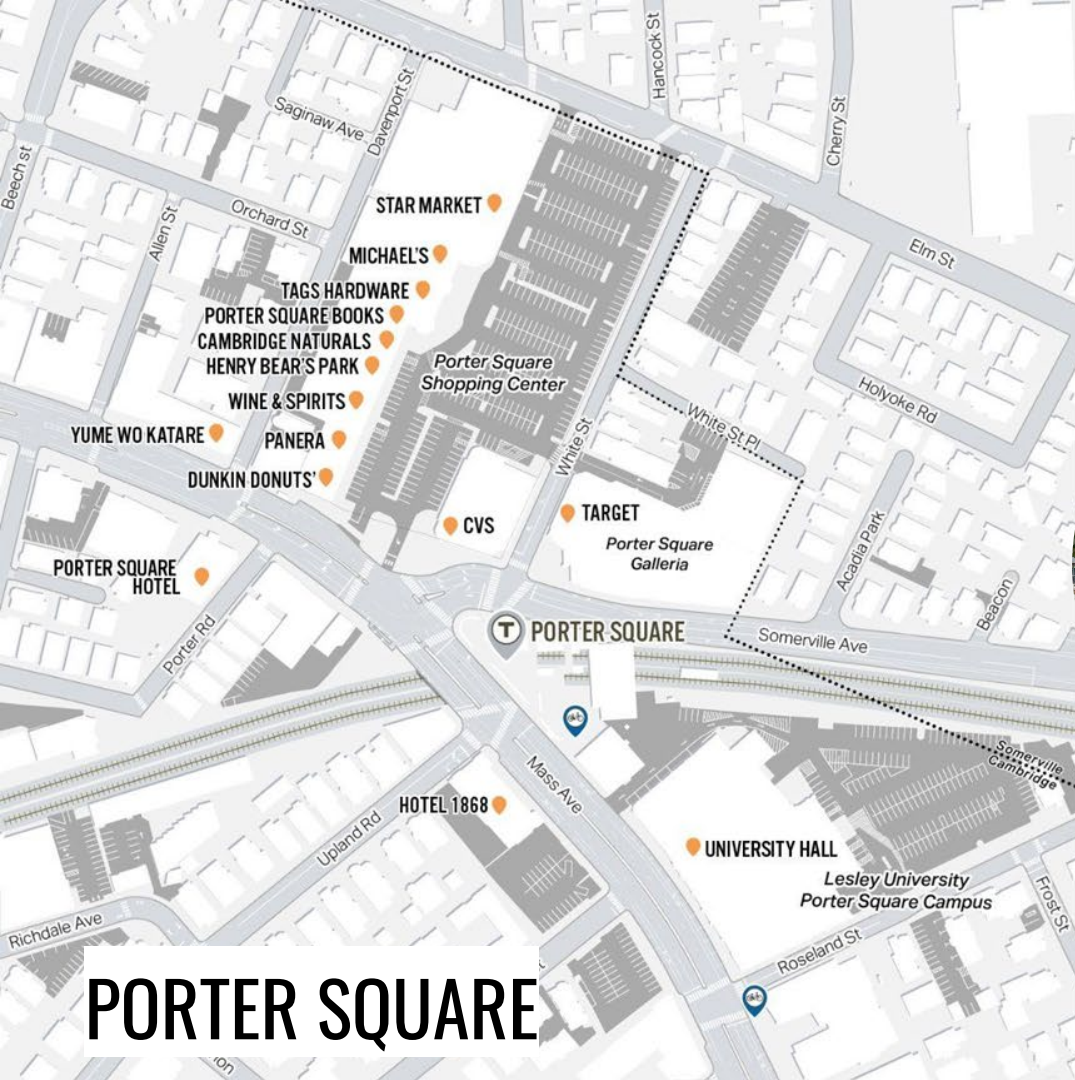 Hancock St
Davenport St
Saginaw Ave
Cherry St
Beech st
STAR MARKET
Allen St
Orchard St
Elm St
MICHAEL'S
TAGS HARDWARE
PORTER SQUARE BOOKS
CAMBRIDGE NATURALS
HENRY BEAR'S PARK
Porter Square
Shopping Center
WINE & SPIRITS
Holyoke Rd
White St Pl
YUME WO KATARE
PANERA
White St
DUNKIN DONUTS'
CVS
TARGET
Porter Square
Galleria
Acadia Park
PORTER SQUARE
HOTEL
Beacon
Porter Rd
T
PORTER SQUARE
Somerville Ave
Somerville
Cambridge
Mass Ave
HOTEL 1868
Upland Rd
UNIVERSITY HALL
Lesley University
Porter Square Campus
Frost St
Richdale Ave
Roseland St
PORTER SQUARE